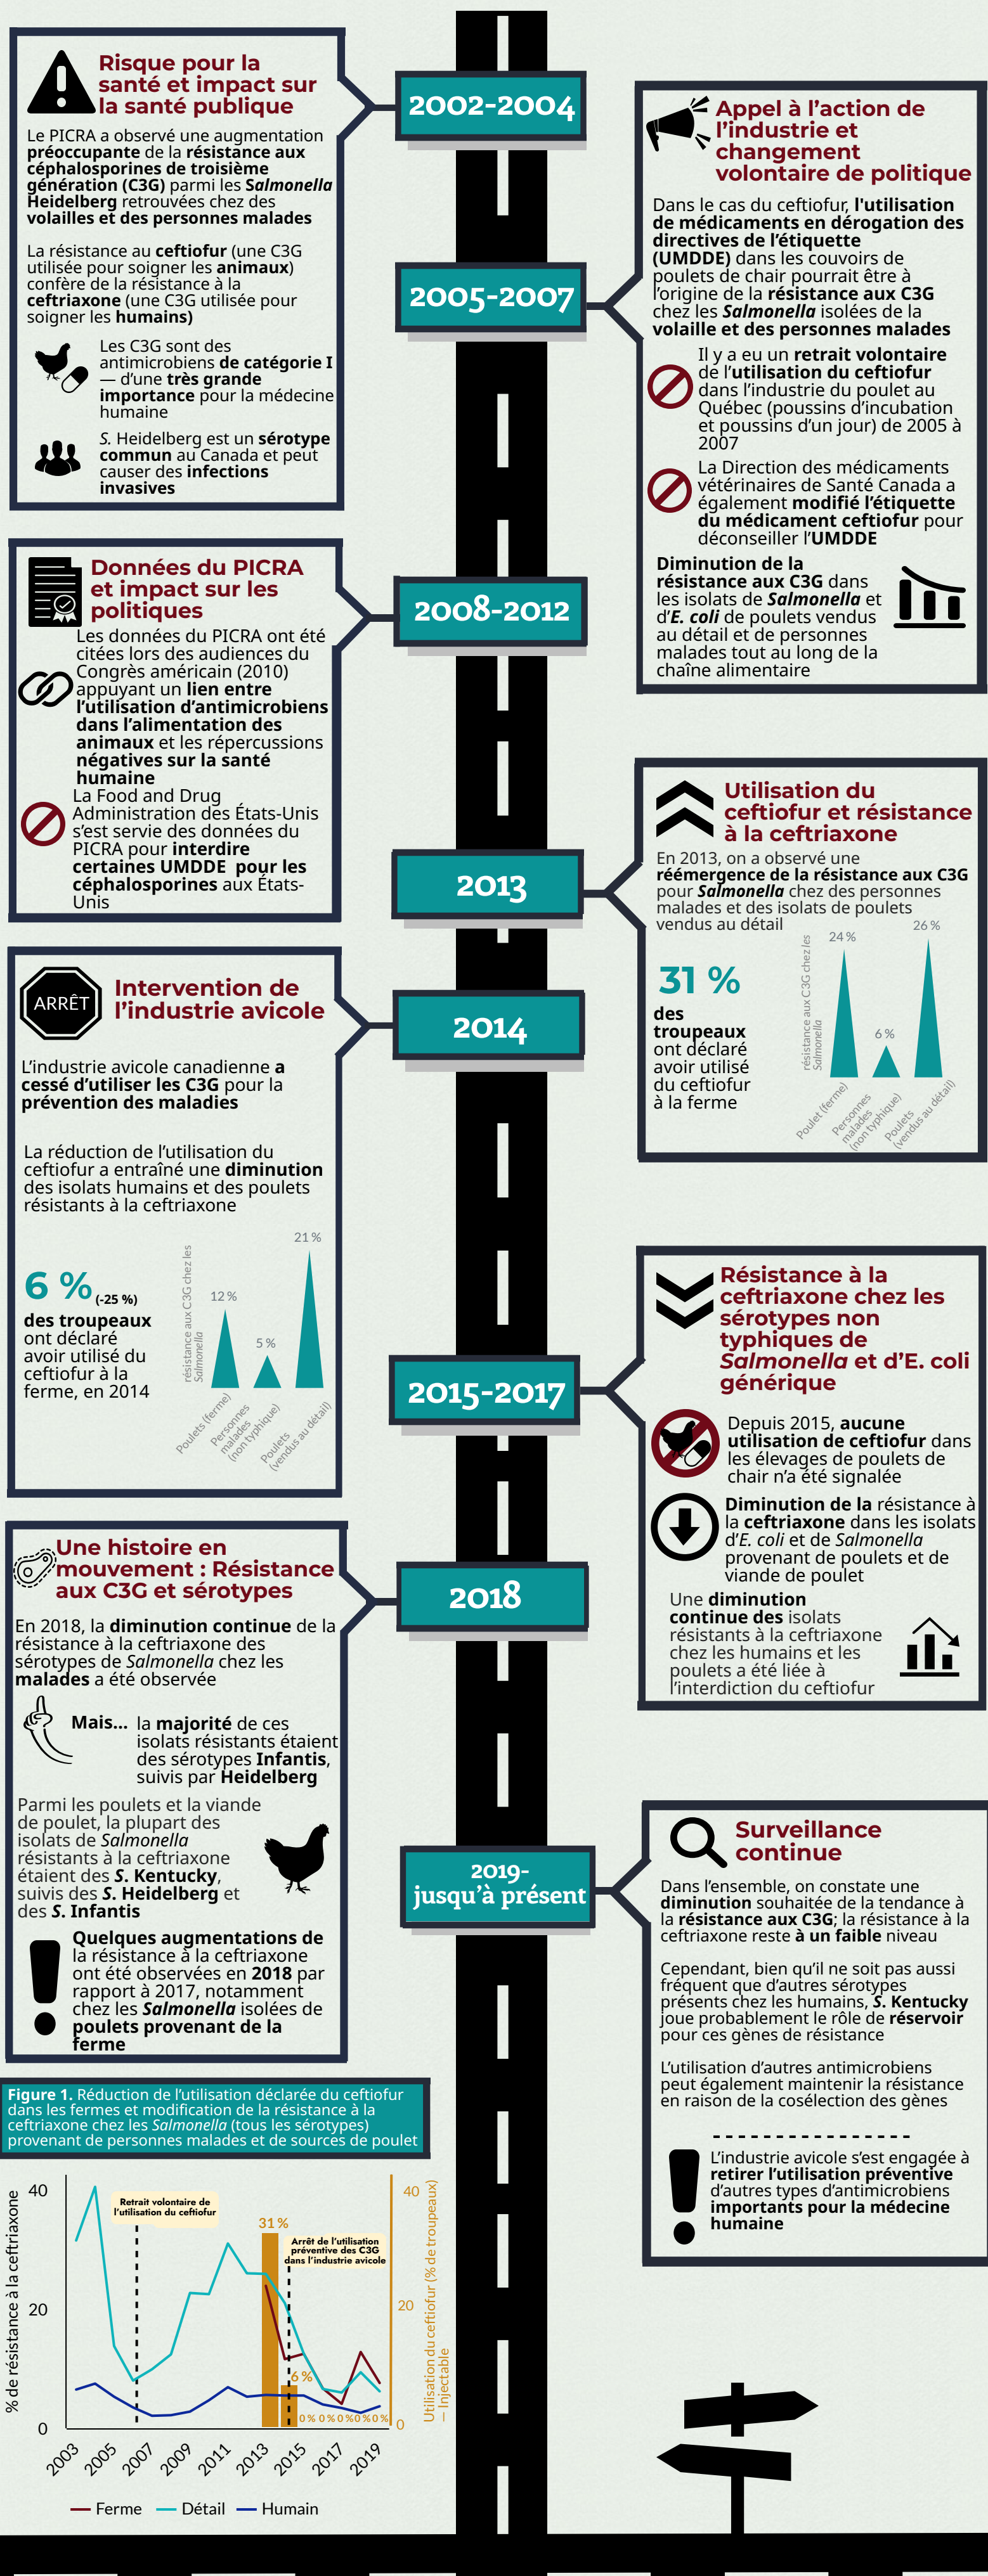 2002-2004
Risque pour la
santé et impact sur
la santé publique
Le PICRA a observé une augmentation
préoccupante de la résistance aux
céphalosporines de troisième
génération (C3G) parmi les Salmonella
Heidelberg retrouvées chez des
volailles et des personnes malades
La résistance au ceftiofur (une C3G
utilisée pour soigner les animaux)
confère de la résistance à la
ceftriaxone (une C3G utilisée pour
soigner les humains)
Les C3G sont des
antimicrobiens de catégorie I
— d’une très grande
importance pour la médecine
humaine
S. Heidelberg est un sérotype
commun au Canada et peut
causer des infections
invasives
2005-2007
Appel à l’action de
l’industrie et
changement
volontaire de politique
Dans le cas du ceftiofur, l'utilisation
de médicaments en dérogation des
directives de l’étiquette
(UMDDE) dans les couvoirs de
poulets de chair pourrait être à
l’origine de la résistance aux C3G
chez les Salmonella isolées de la
volaille et des personnes malades
Il y a eu un retrait volontaire
de l’utilisation du ceftiofur
dans l’industrie du poulet au
Québec (poussins d’incubation
et poussins d’un jour) de 2005 à
2007
La Direction des médicaments
vétérinaires de Santé Canada a
également modifié l’étiquette
du médicament ceftiofur pour
déconseiller l’UMDDE
Diminution de la
résistance aux C3G dans
les isolats de Salmonella et
d’E. coli de poulets vendus
au détail et de personnes
malades tout au long de la
chaîne alimentaire
2008-2012
Données du PICRA
et impact sur les
politiques
Les données du PICRA ont été
citées lors des audiences du
Congrès américain (2010)
appuyant un lien entre
l’utilisation d’antimicrobiens
dans l’alimentation des
animaux et les répercussions
négatives sur la santé
humaine
La Food and Drug
Administration des États-Unis
s’est servie des données du
PICRA pour interdire
certaines UMDDE pour les
céphalosporines aux États-
Unis
2013
Utilisation du
ceftiofur et résistance
à la ceftriaxone
En 2013, on a observé une
réémergence de la résistance aux C3G
pour Salmonella chez des personnes
malades et des isolats de poulets
vendus au détail
31 %
des
troupeaux
ont déclaré
avoir utilisé
du ceftiofur
à la ferme
résistance aux C3G chez les
Salmonella
24 %
6 %
26 %
Poulet (ferme)
Personnes
malades
(non typhique)
Poulets
(vendus au détail)
2014
ARRÊT
Intervention de
l’industrie avicole
L’industrie avicole canadienne a
cessé d’utiliser les C3G pour la
prévention des maladies
La réduction de l’utilisation du
ceftiofur a entraîné une diminution
des isolats humains et des poulets
résistants à la ceftriaxone
6 % (-25 %)
des troupeaux
ont déclaré
avoir utilisé du
ceftiofur à la
ferme, en 2014
résistance aux C3G chez les
Salmonella
12 %
5 %
21 %
Poulets (ferme)
Personnes
malades
(non typhique)
Poulets
(vendus au détail)
2015-2017
Résistance à la
ceftriaxone chez les
sérotypes non
typhiques de
Salmonella et d’E. coli
générique
Depuis 2015, aucune
utilisation de ceftiofur dans
les élevages de poulets de
chair n’a été signalée
Diminution de la résistance à
la ceftriaxone dans les isolats
d’E. coli et de Salmonella
provenant de poulets et de
viande de poulet
Une diminution
continue des isolats
résistants à la ceftriaxone
chez les humains et les
poulets a été liée à
l’interdiction du ceftiofur
2018
Une histoire en
mouvement : Résistance
aux C3G et sérotypes
En 2018, la diminution continue de la
résistance à la ceftriaxone des
sérotypes de Salmonella chez les
malades a été observée
Mais... la majorité de ces
isolats résistants étaient
des sérotypes Infantis,
suivis par Heidelberg
Parmi les poulets et la viande
de poulet, la plupart des
isolats de Salmonella
résistants à la ceftriaxone
étaient des S. Kentucky,
suivis des S. Heidelberg et
des S. Infantis
Quelques augmentations de
la résistance à la ceftriaxone
ont été observées en 2018 par
rapport à 2017, notamment
chez les Salmonella isolées de
poulets provenant de la
ferme
2019-
jusqu’à présent
Surveillance
continue
Dans l’ensemble, on constate une
diminution souhaitée de la tendance à
la résistance aux C3G; la résistance à la
ceftriaxone reste à un faible niveau
Cependant, bien qu’il ne soit pas aussi
fréquent que d’autres sérotypes
présents chez les humains, S. Kentucky
joue probablement le rôle de réservoir
pour ces gènes de résistance
L’utilisation d’autres antimicrobiens
peut également maintenir la résistance
en raison de la cosélection des gènes
L’industrie avicole s’est engagée à
retirer l’utilisation préventive
d’autres types d’antimicrobiens
importants pour la médecine
humaine
Figure 1. Réduction de l’utilisation déclarée du ceftiofur
dans les fermes et modification de la résistance à la
ceftriaxone chez les Salmonella (tous les sérotypes)
provenant de personnes malades et de sources de poulet
% de résistance à la ceftriaxone
40
20
0
Retrait volontaire de
l’utilisation du ceftiofur
31 %
Arrêt de l’utilisation
préventive des C3G
dans l’industrie avicole
6 %
0 % 0 % 0 % 0 % 0 %
40
20
0
Utilisation du ceftiofur (% de troupeaux)
— Injectable
2003 2005 2007 2009 2011 2013 2015 2017 2019
Ferme Détail Humain